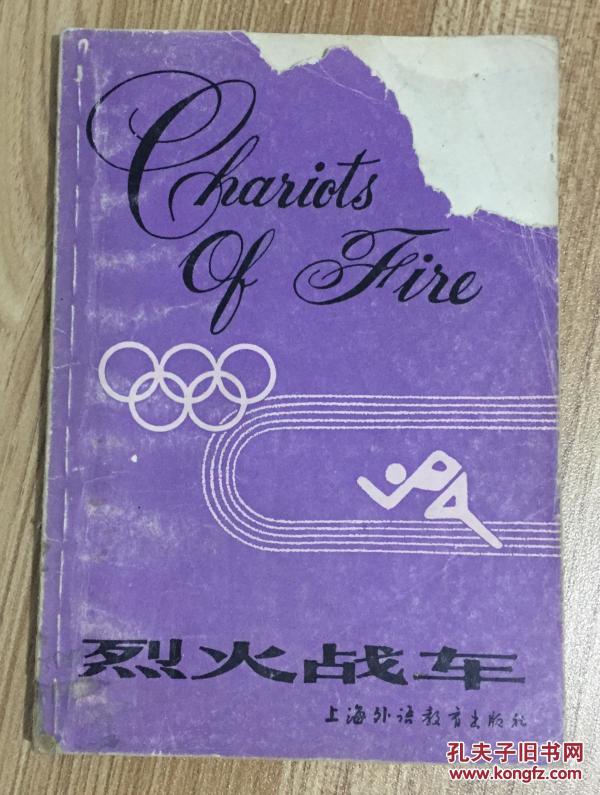 Chariots
Of Fire
烈火战车
上海外语教育出版社
孔夫子旧书网
www.kongfz.com